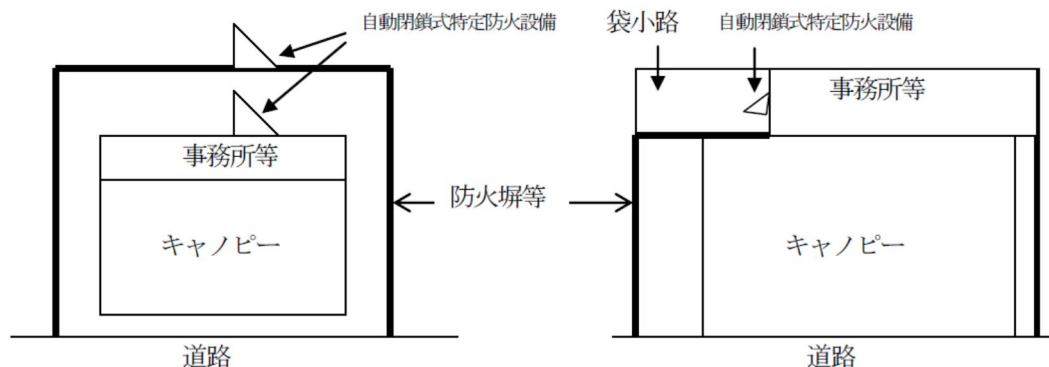 自動閉鎖式特定防火設備
事務所等
キャノピー
道路
防火塀等
袋小路
自動閉鎖式特定防火設備
事務所等
キャノピー
道路